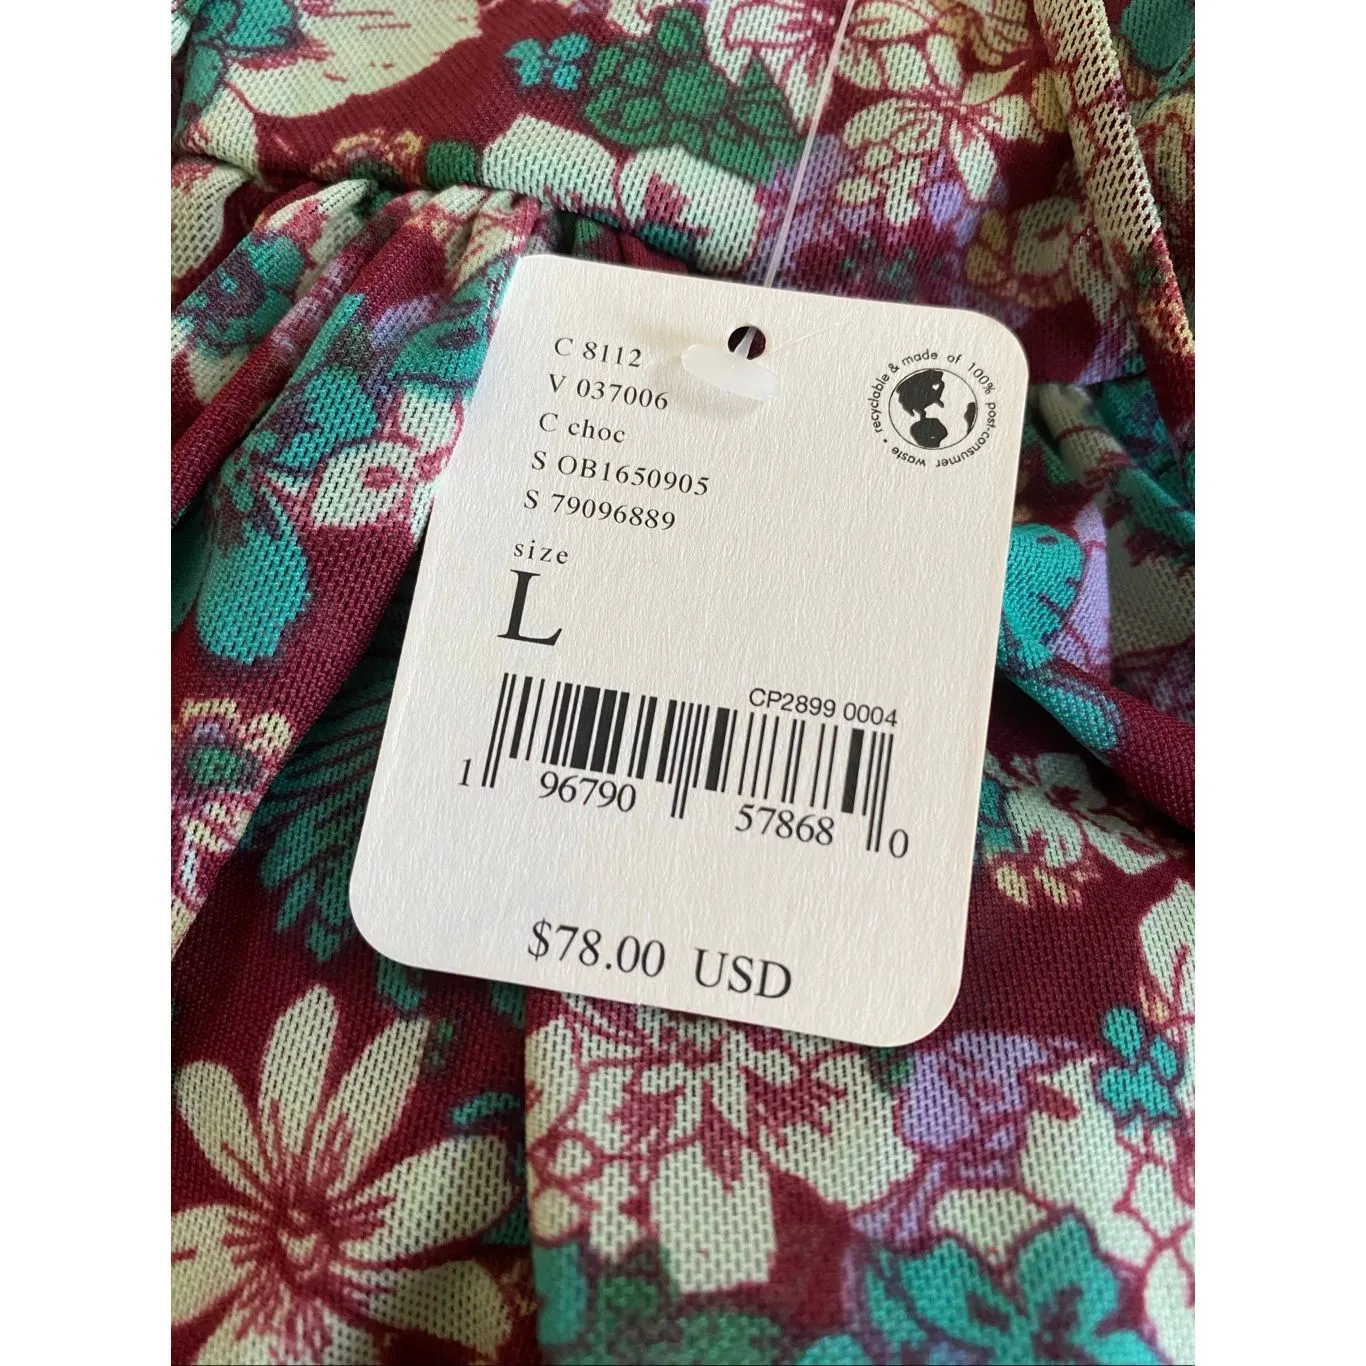 C 8112
V 037006
C choc
S OB1650905
S 79096889
size
L
recyclable & made of 100% post-consumer waste •
CP2899 0004
1 96790 57868 0
$78.00 USD